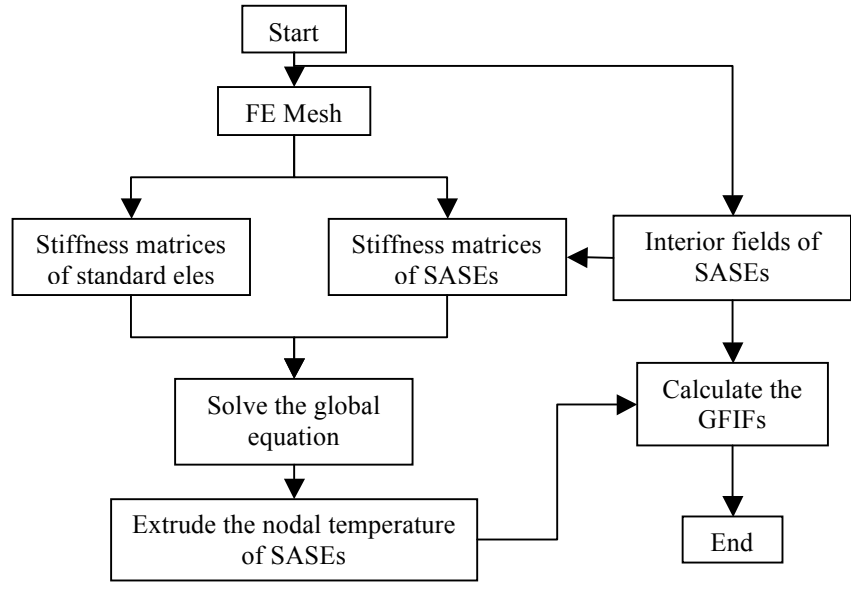 Start
FE Mesh
Stiffness matrices
of standard eles
Stiffness matrices
of SASEs
Interior fields of
SASEs
Solve the global
equation
Calculate the
GFIFs
Extrude the nodal temperature
of SASEs
End